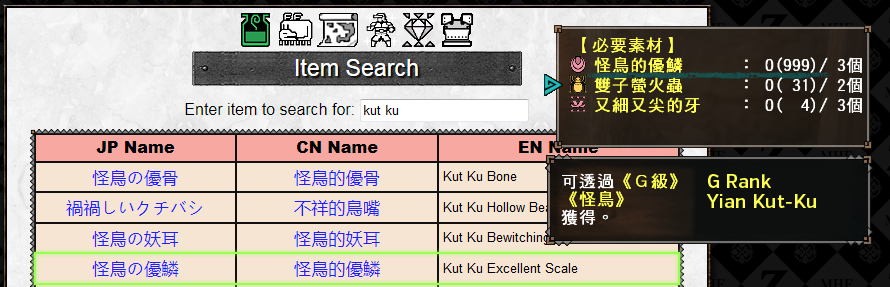 Item Search
Enter item to search for: kut ku
JP Name CN Name EN Name
怪鳥の優骨 怪鳥的優骨 Kut Ku Bone
禍禍しいクチバシ 不祥的鳥嘴 Kut Ku Hollow
怪鳥の妖耳 怪鳥的妖耳 Kut Ku Bewitching
怪鳥の優鱗 怪鳥的優鱗 Kut Ku Excellent Scale
【必要素材】
怪鳥的優鱗 : 0(999)/ 3個
雙子螢火蟲 : 0( 31)/ 2個
又細又尖的牙 : 0( 4)/ 3個
可透過《Ｇ級》 G Rank
《怪鳥》 Yian Kut-Ku
獲得。